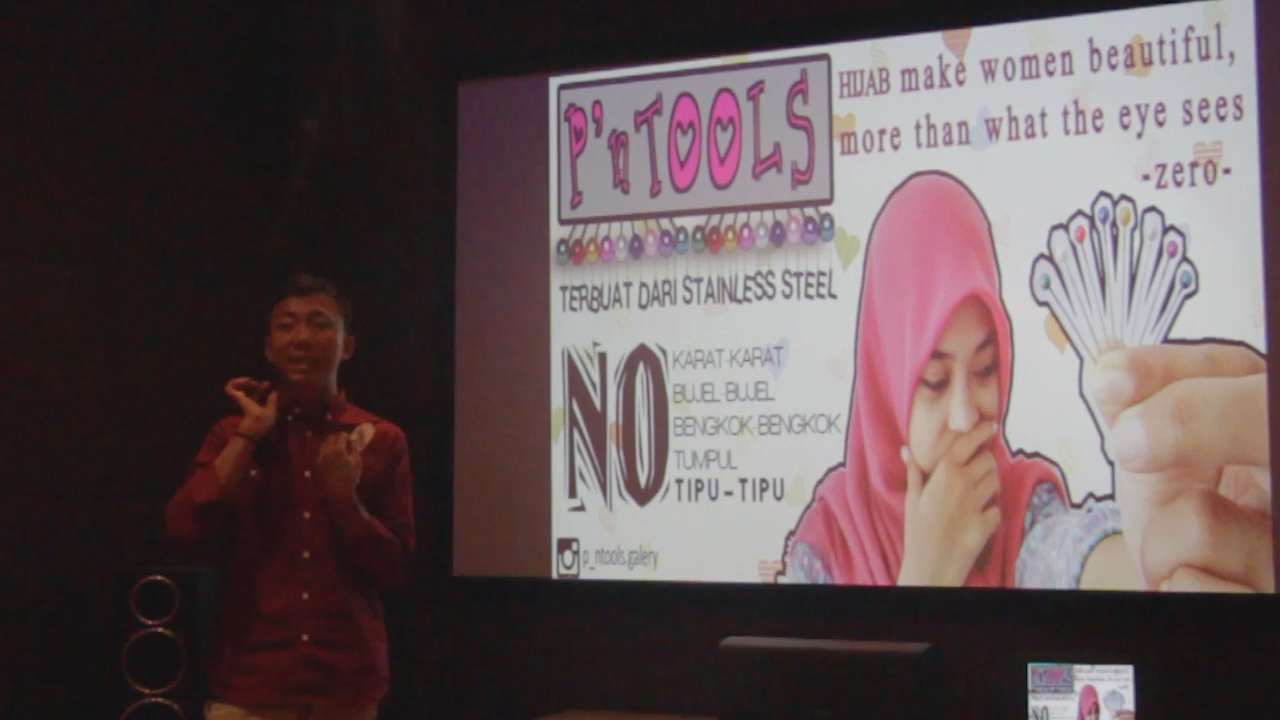 P'nTOOLS
HIJAB make women beautiful,
more than what the eye sees
-zero-
TERBUAT DARI STAINLESS STEEL
NO
KARAT-KARAT
BUJEL-BUJEL
BENGKOK-BENGKOK
TUMPUL
TIPU-TIPU
p_ntools.galery